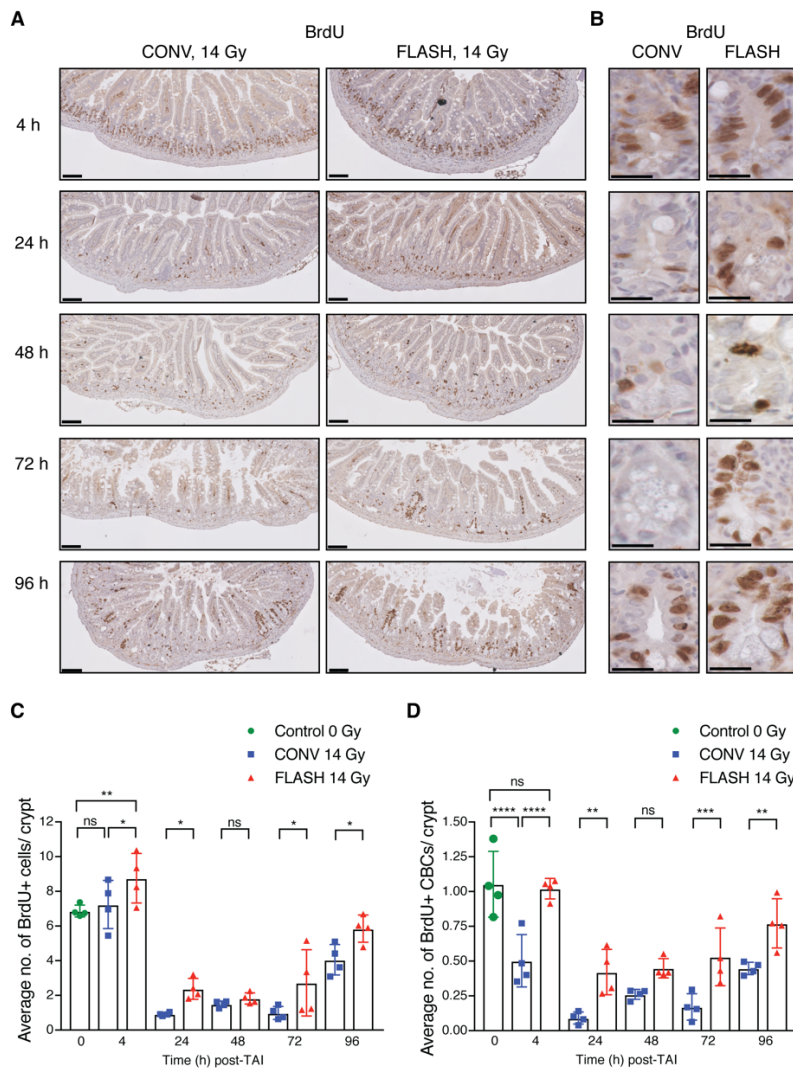 A
BrdU
CONV, 14 Gy
FLASH, 14 Gy
4 h
24 h
48 h
72 h
96 h
B
BrdU
CONV
FLASH
C
Control 0 Gy
CONV 14 Gy
FLASH 14 Gy
Average no. of BrdU+ cells/ crypt
12
10
8
6
4
2
0
**
ns
*
*
ns
*
*
0
4
24
48
72
96
Time (h) post-TAI
D
Control 0 Gy
CONV 14 Gy
FLASH 14 Gy
Average no. of BrdU+ CBCs/ crypt
1.50
1.25
1.00
0.75
0.50
0.25
0.00
ns
****
****
**
ns
***
**
0
4
24
48
72
96
Time (h) post-TAI